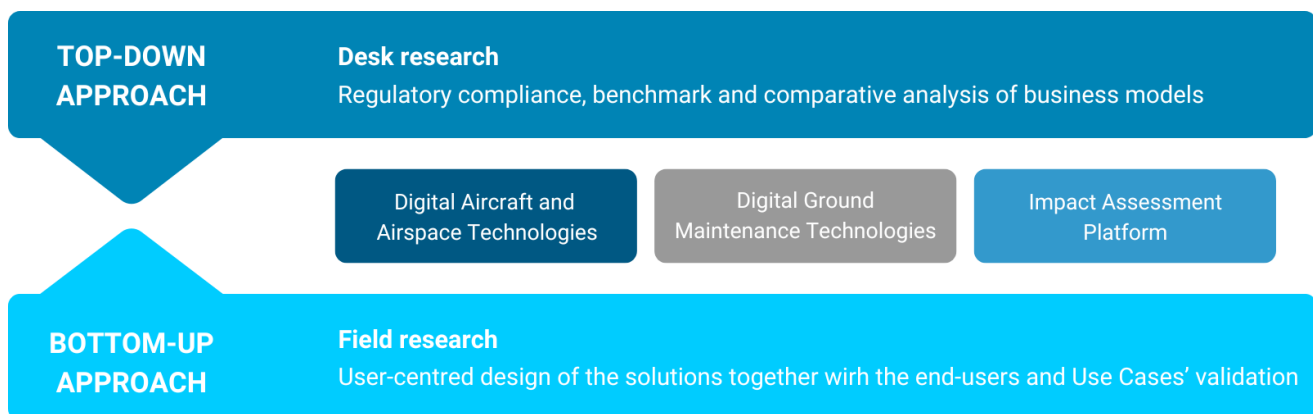 TOP-DOWN
APPROACH
Desk research
Regulatory compliance, benchmark and comparative analysis of business models
Digital Aircraft and
Airspace Technologies
Digital Ground
Maintenance Technologies
Impact Assessment
Platform
BOTTOM-UP
APPROACH
Field research
User-centred design of the solutions together wirh the end-users and Use Cases’ validation